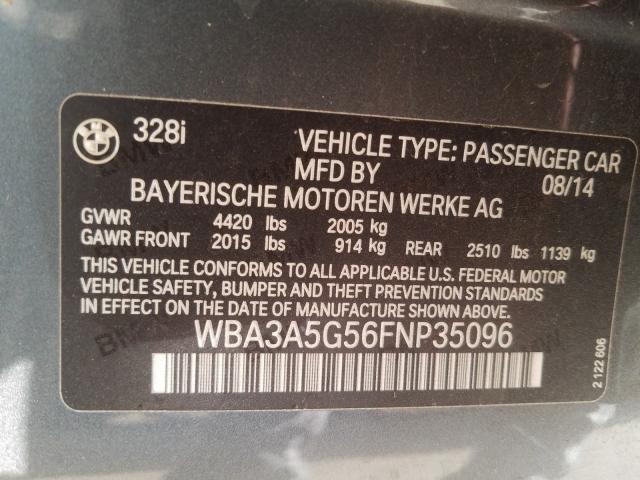 BMW 328i VEHICLE TYPE: PASSENGER CAR
MFD BY 08/14
BAYERISCHE MOTOREN WERKE AG
GVWR 4420 lbs 2005 kg
GAWR FRONT 2015 lbs 914 kg REAR 2510 lbs 1139 kg
THIS VEHICLE CONFORMS TO ALL APPLICABLE U.S. FEDERAL MOTOR
VEHICLE SAFETY, BUMPER AND THEFT PREVENTION STANDARDS
IN EFFECT ON THE DATE OF MANUFACTURE SHOWN ABOVE.
WBA3A5G56FNP35096
2 122 606